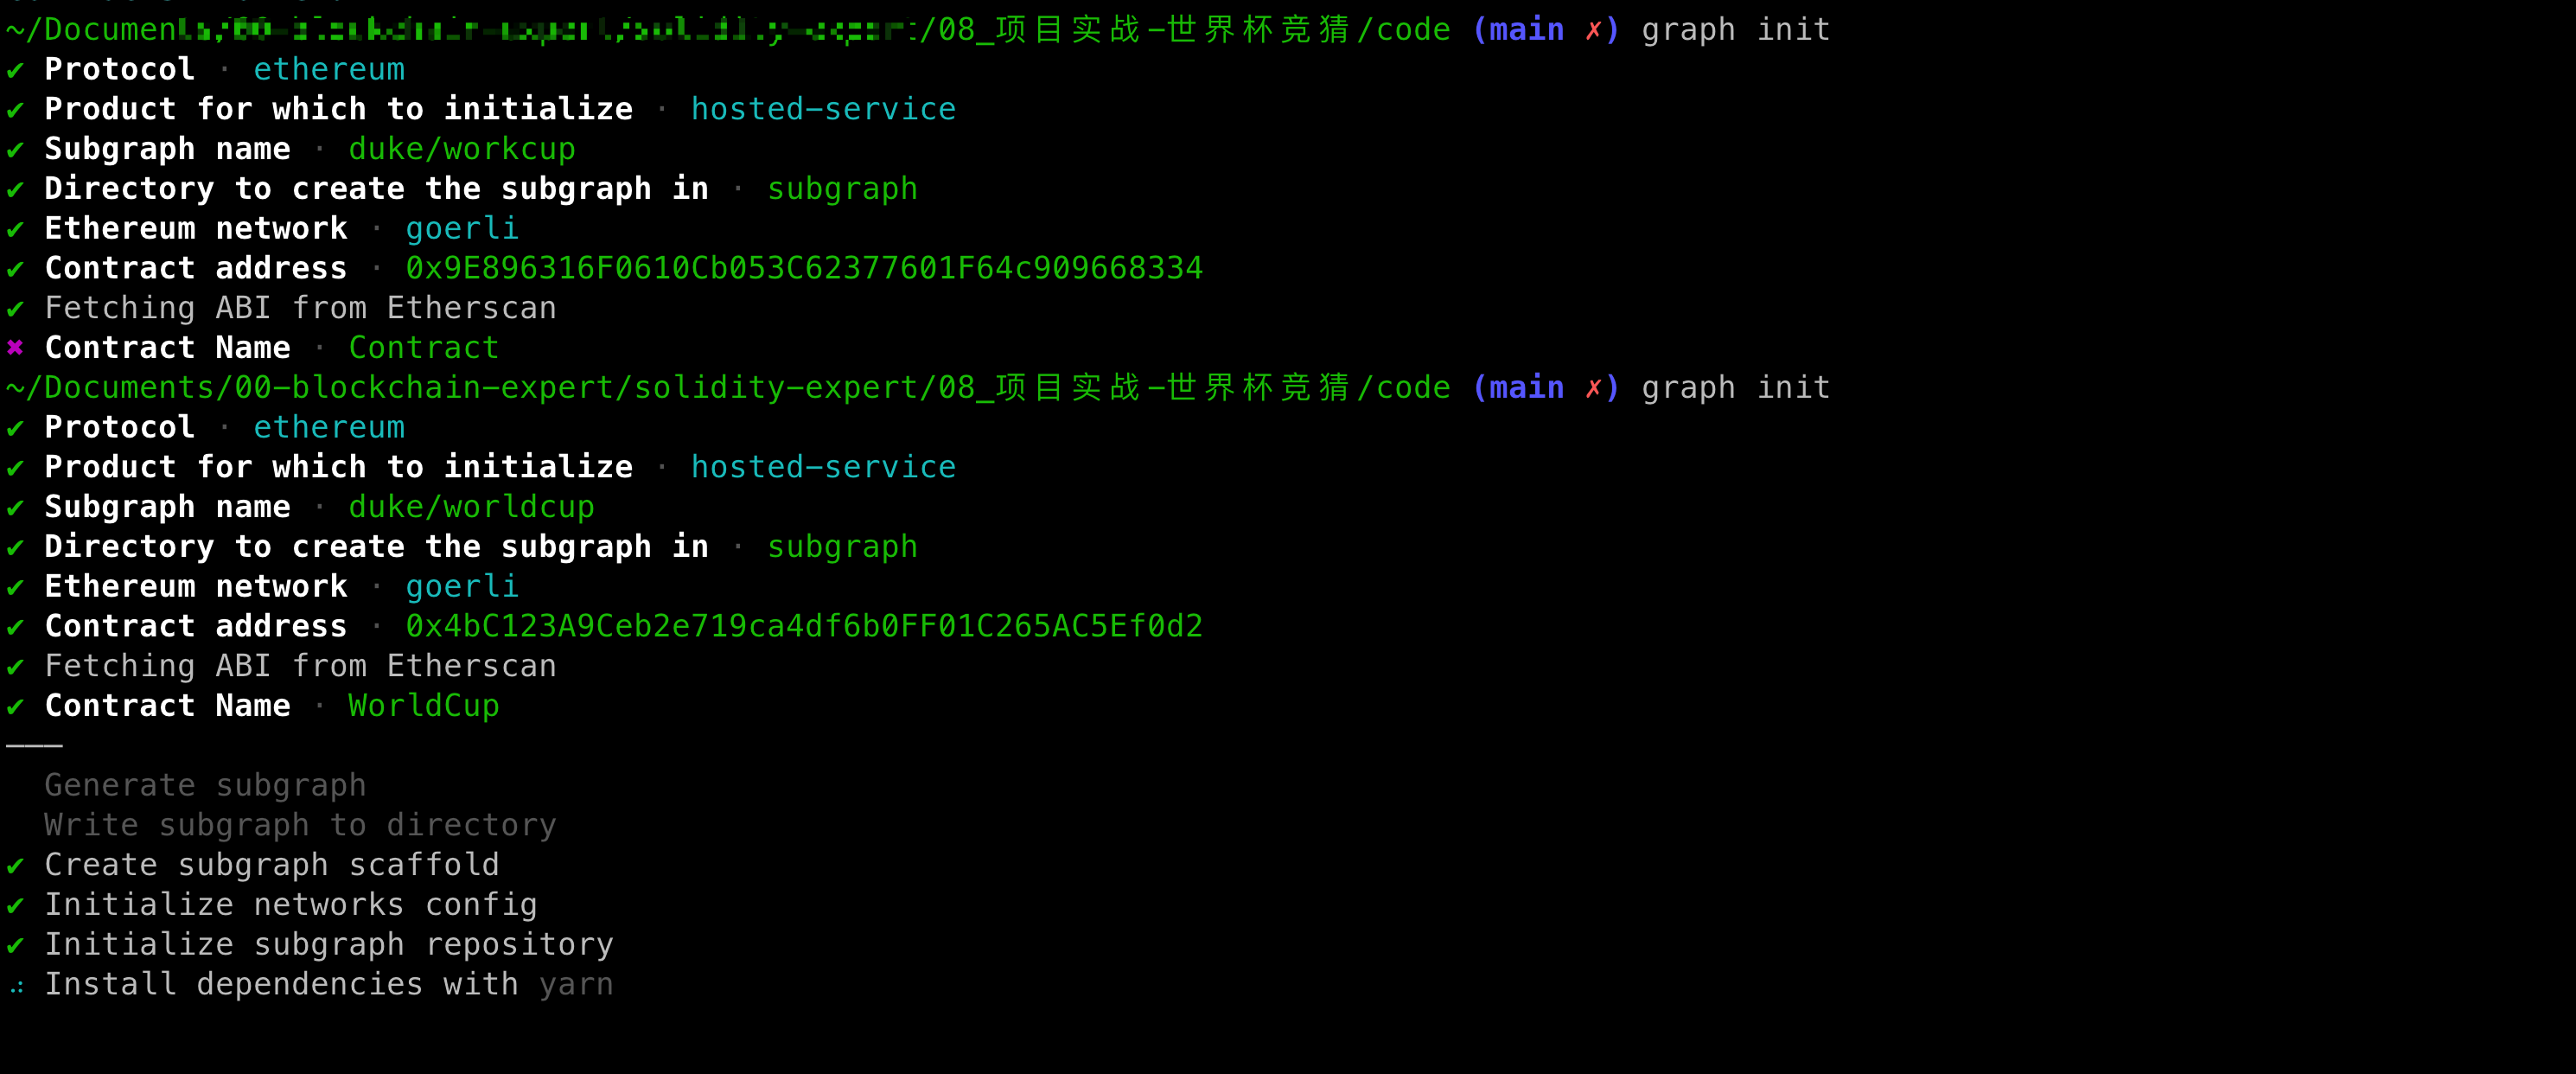 ~/Documen /08_项目实战-世界杯竞猜/code (main ✗) graph init
✔ Protocol · ethereum
✔ Product for which to initialize · hosted-service
✔ Subgraph name · duke/workcup
✔ Directory to create the subgraph in · subgraph
✔ Ethereum network · goerli
✔ Contract address · 0x9E896316F0610Cb053C62377601F64c909668334
✔ Fetching ABI from Etherscan
✖ Contract Name · Contract
~/Documents/00-blockchain-expert/solidity-expert/08_项目实战-世界杯竞猜/code (main ✗) graph init
✔ Protocol · ethereum
✔ Product for which to initialize · hosted-service
✔ Subgraph name · duke/worldcup
✔ Directory to create the subgraph in · subgraph
✔ Ethereum network · goerli
✔ Contract address · 0x4bC123A9Ceb2e719ca4df6b0FF01C265AC5Ef0d2
✔ Fetching ABI from Etherscan
✔ Contract Name · WorldCup
———
Generate subgraph
Write subgraph to directory
✔ Create subgraph scaffold
✔ Initialize networks config
✔ Initialize subgraph repository
⠴ Install dependencies with yarn